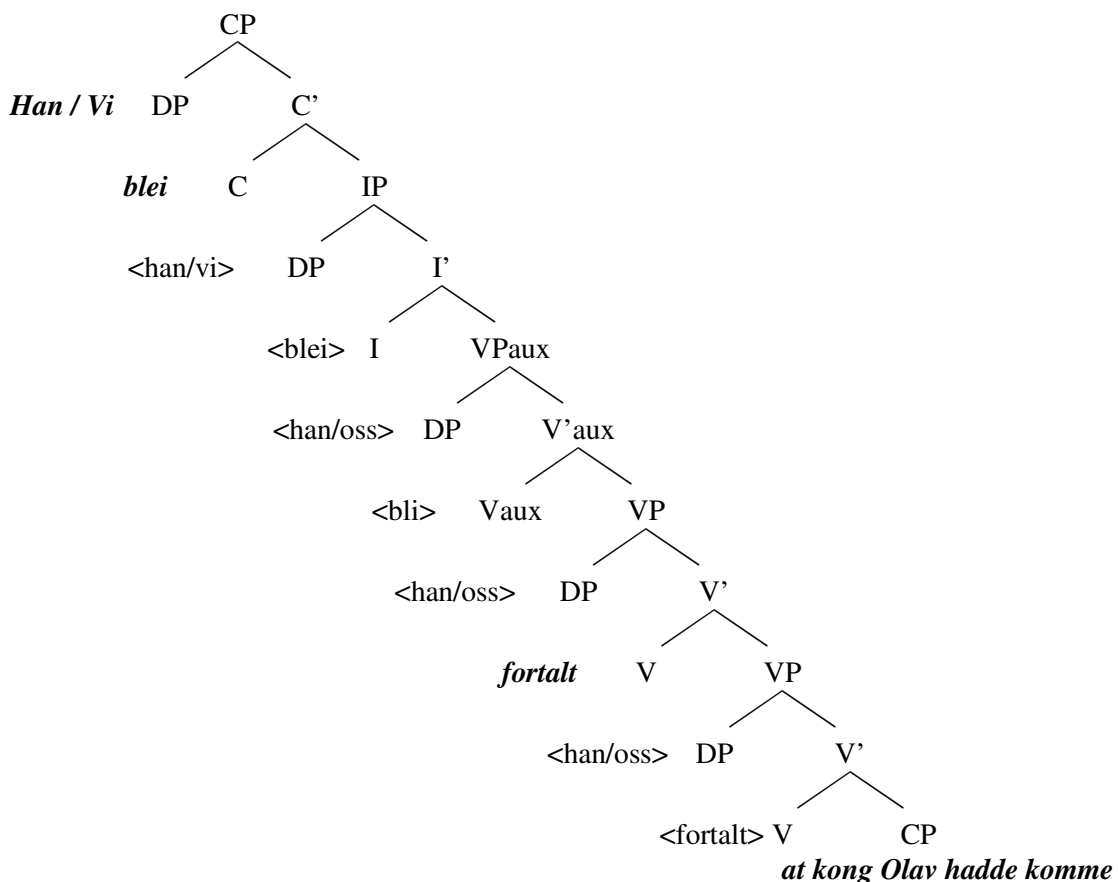 CP
Han / Vi DP C’
blei C IP
<han/vi> DP I’
<blei> I VPaux
<han/oss> DP V’aux
<bli> Vaux VP
<han/oss> DP V’
fortalt V VP
<han/oss> DP V’
<fortalt> V CP
at kong Olav hadde komme